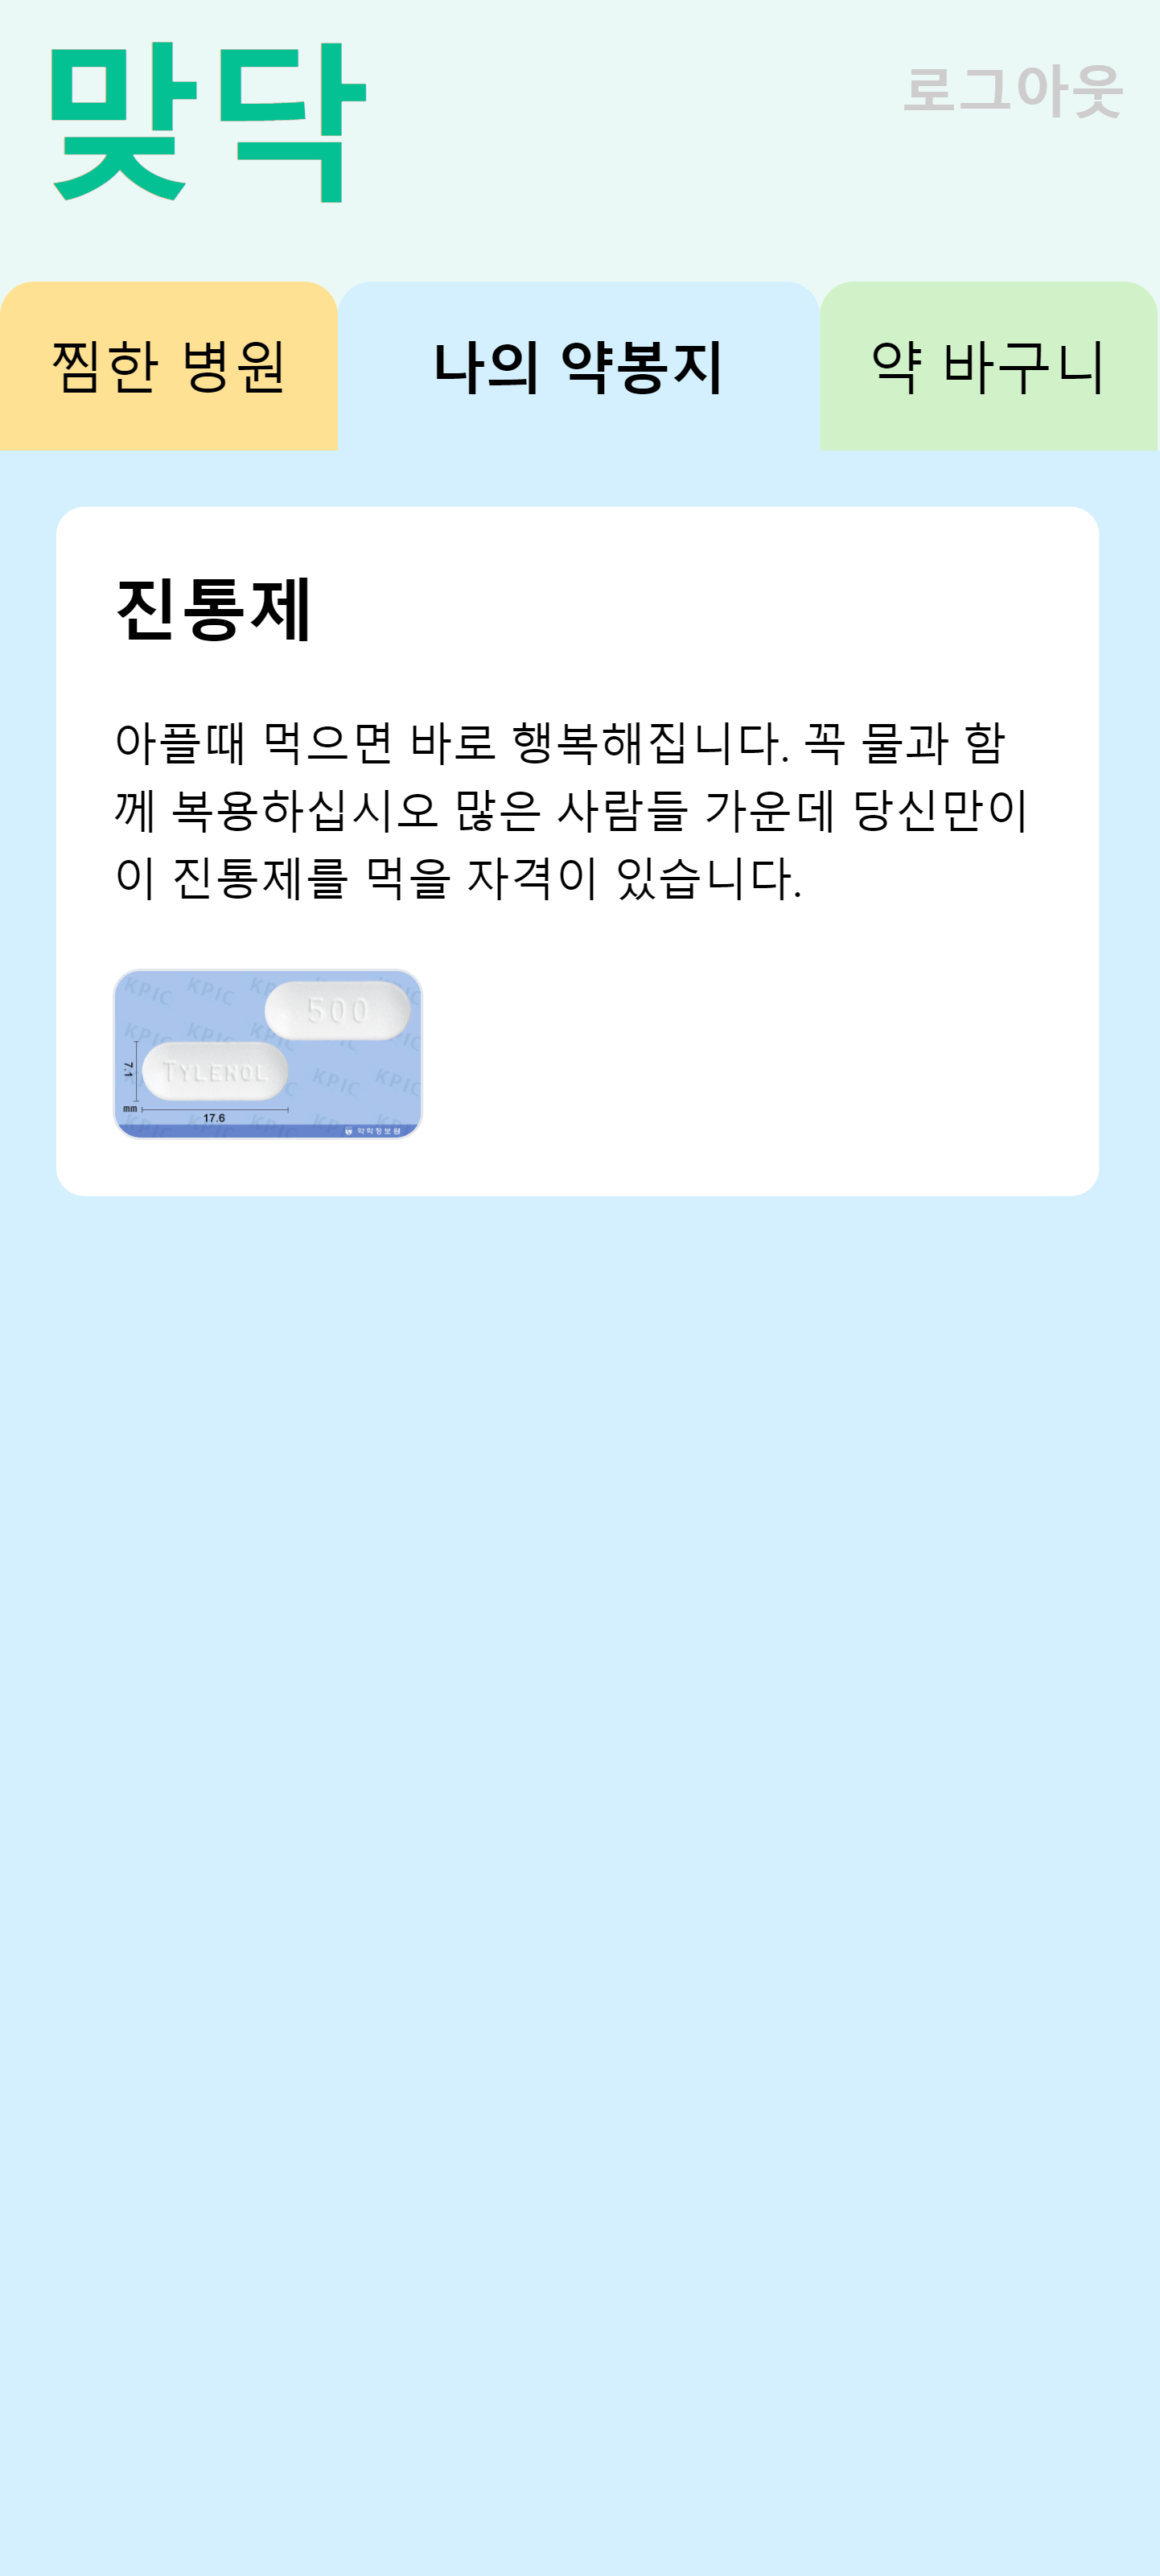 맞닥
로그아웃
찜한 병원
나의 약봉지
약 바구니
진통제
아플때 먹으면 바로 행복해집니다. 꼭 물과 함
께 복용하십시오 많은 사람들 가운데 당신만이
이 진통제를 먹을 자격이 있습니다.
KPIC KPIC
500
TYLENOL
KPIC KPIC
7.1
mm
17.6
약학정보원